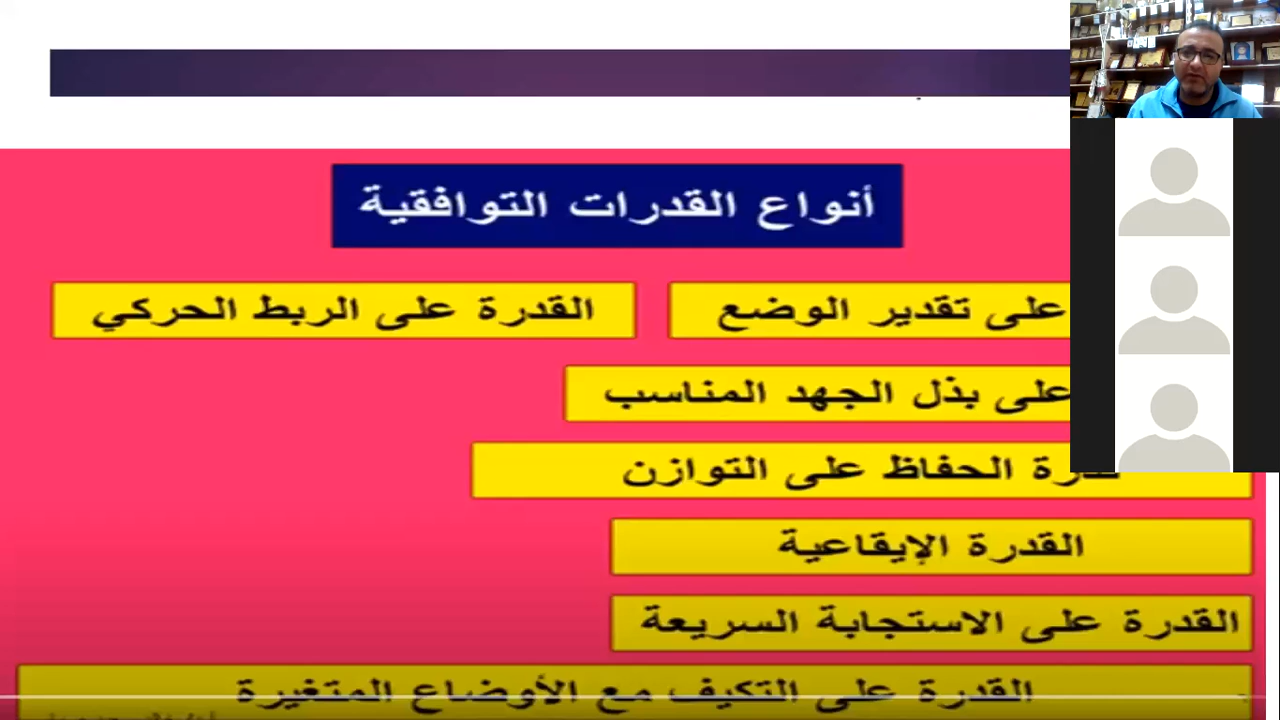 أنواع القدرات التوافقية
على تقدير الوضع
القدرة على الربط الحركي
على بذل الجهد المناسب
الحفاظ على التوازن
القدرة الإيقاعية
القدرة على الاستجابة السريعة
القدرة على التكيف مع الأوضاع المتغيرة